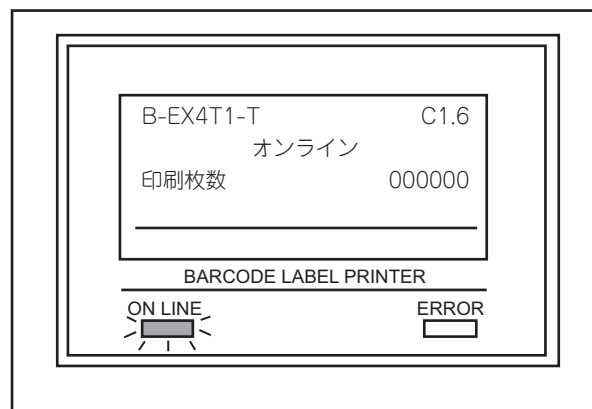 B-EX4T1-T C1.6
オンライン
印刷枚数 000000
BARCODE LABEL PRINTER
ON LINE ERROR